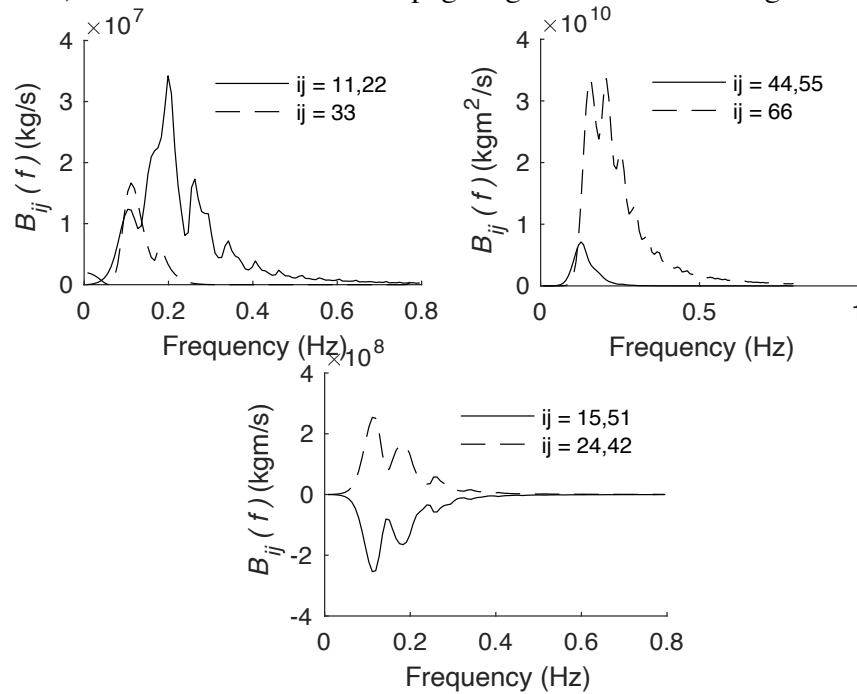 ×10^7
4
3
2
1
0
B_ij(f)(kg/s)
ij = 11,22
ij = 33
0 0.2 0.4 0.6 0.8
Frequency (Hz)
×10^10
4
3
2
1
0
B_ij(f)(kgm^2/s)
ij = 44,55
ij = 66
0 0.5
Frequency (Hz)
×10^8
4
2
0
-2
-4
B_ij(f)(kgm/s)
ij = 15,51
ij = 24,42
0 0.2 0.4 0.6 0.8
Frequency (Hz)